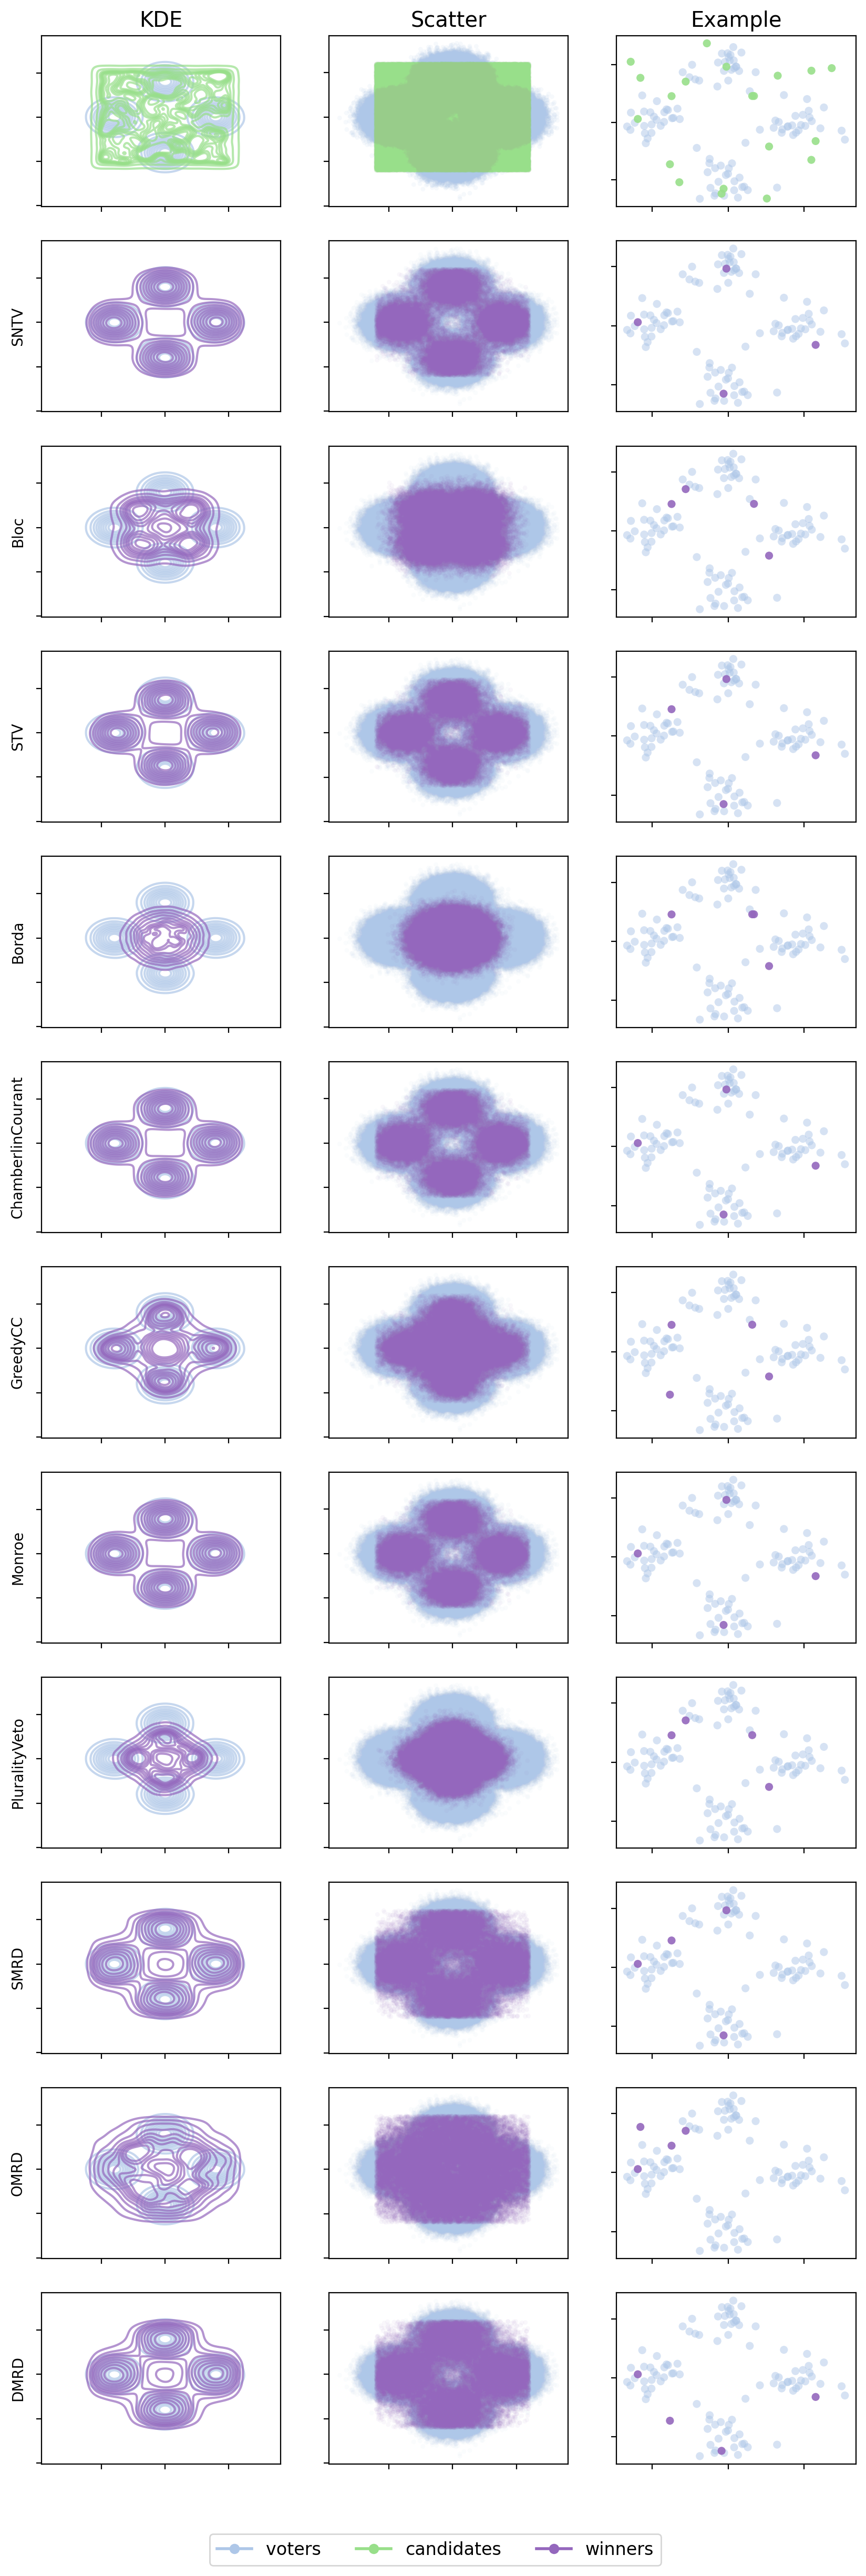 KDE
Scatter
Example
SNTV
Bloc
STV
Borda
ChamberlinCourant
GreedyCC
Monroe
PluralityVeto
SMRD
OMRD
DMRD
voters
candidates
winners